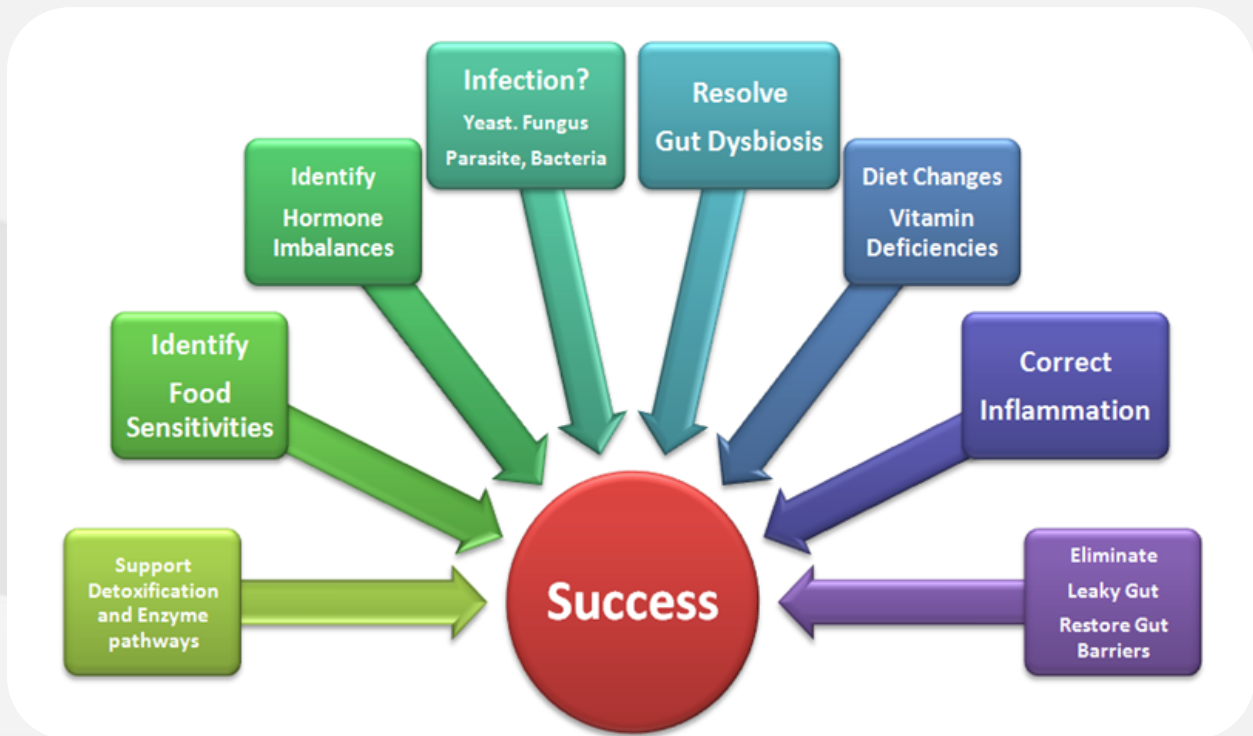 Support
Detoxification
and Enzyme
pathways
Identify
Food
Sensitivities
Identify
Hormone
Imbalances
Infection?
Yeast. Fungus
Parasite, Bacteria
Resolve
Gut Dysbiosis
Diet Changes
Vitamin
Deficiencies
Correct
Inflammation
Eliminate
Leaky Gut
Restore Gut
Barriers
Success